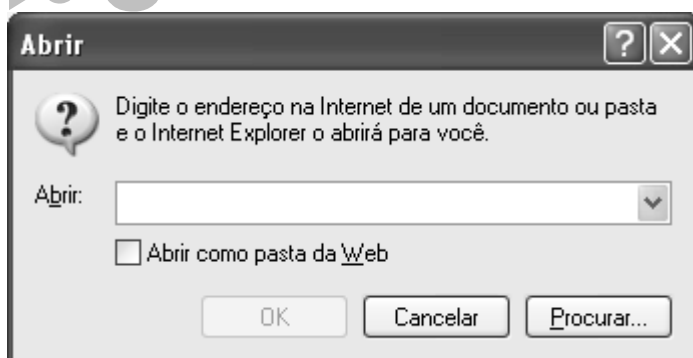 Abrir
Digite o endereço na Internet de um documento ou pasta
e o Internet Explorer o abrirá para você.
Abrir:
Abrir como pasta da Web
OK Cancelar Procurar...